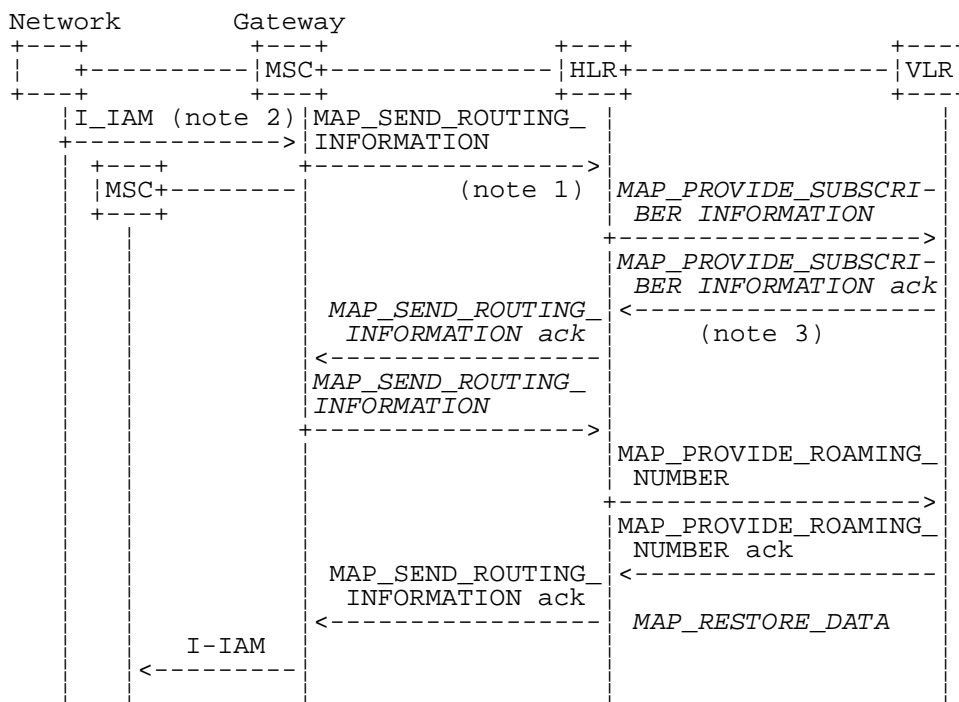 Network Gateway
MSC HLR VLR
I_IAM (note 2) MAP_SEND_ROUTING_
INFORMATION
MSC (note 1) MAP_PROVIDE_SUBSCRI-
BER INFORMATION
MAP_PROVIDE_SUBSCRI-
BER INFORMATION ack
MAP_SEND_ROUTING_
INFORMATION ack (note 3)
MAP_SEND_ROUTING_
INFORMATION
MAP_PROVIDE_ROAMING_
NUMBER
MAP_PROVIDE_ROAMING_
NUMBER ack
MAP_SEND_ROUTING_
INFORMATION ack
MAP_RESTORE_DATA
I-IAM